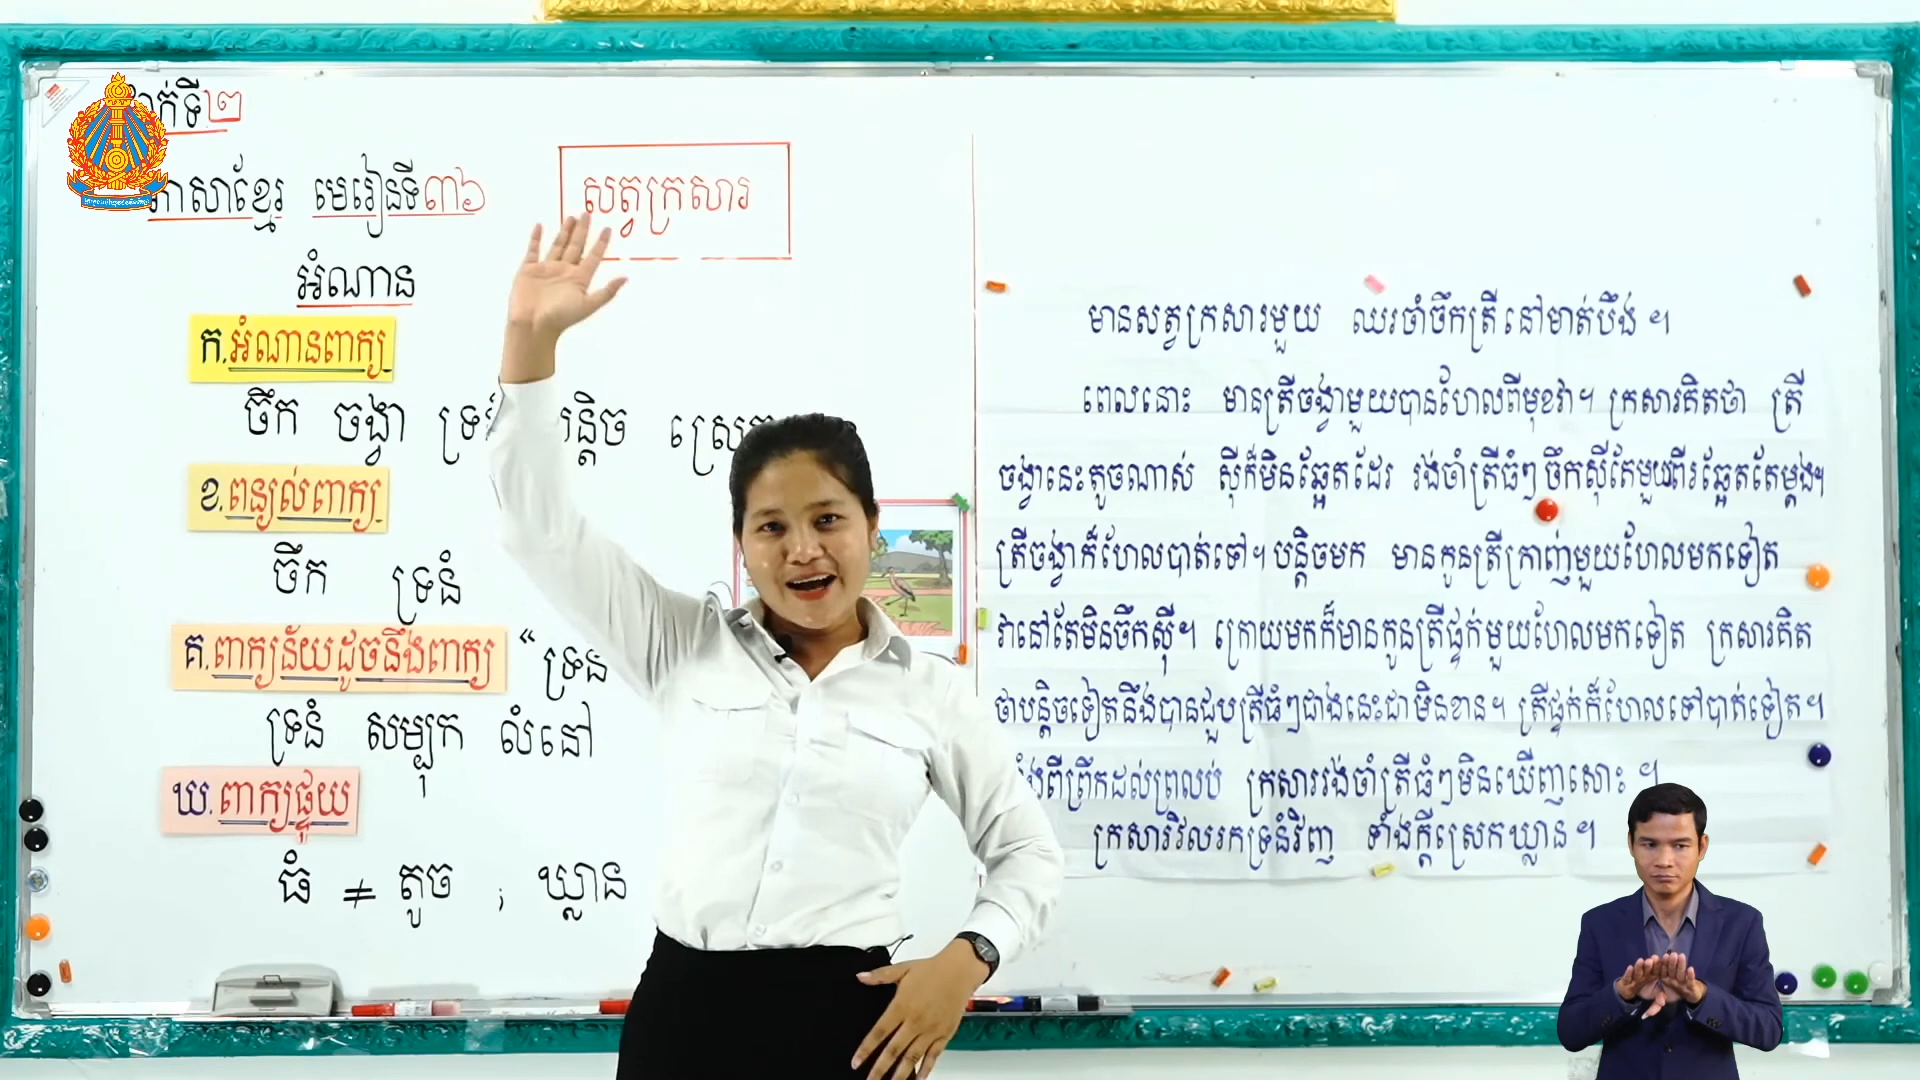 ទី២
ភាសាខ្មែរ មេរៀនទី៣៦
សត្វក្រសារ
អំណាន
ក.អំណានពាក្យ
ចឹក ចង្វា
ខ.ពន្យល់ពាក្យ
ចឹក ទ្រនំ
គ.ពាក្យន័យដូចនឹងពាក្យ “ទ្រនំ
ទ្រនំ សម្បុក លំនៅ
ឃ.ពាក្យផ្ទុយ
ធំ ≠ តូច ; ឃ្លាន
មានសត្វក្រសារមួយ ឈរចាំចឹកត្រីនៅមាត់បឹង ។
ពេលនោះ មានត្រីចង្វាមួយបានហែលពីមុខវា។ ក្រសារគិតថា ត្រី
ចង្វានេះតូចណាស់ ស៊ីក៏មិនឆ្អែតដែរ រង់ចាំត្រីធំៗ ចឹកស៊ីតែមួយពីរឆ្អែតតែម្ដង។
ត្រីចង្វាក៏ហែលបាត់ទៅ។ បន្តិចមក មានកូនត្រីក្រាញ់មួយហែលមកទៀត
វានៅតែមិនចឹកស៊ី។ ក្រោយមកក៏មានកូនត្រីផ្ទក់មួយហែលមកទៀត ក្រសារគិត
ថាបន្តិចទៀតនឹងបានជួបត្រីធំៗជាងនេះជាមិនខាន។ ត្រីផ្ទក់ក៏ហែលទៅបាត់ទៀត។
ពីព្រឹកដល់ព្រលប់ ក្រសាររង់ចាំត្រីធំៗមិនឃើញសោះ ។
ក្រសារវិលរកទ្រនំវិញ ទាំងក្ដីស្រេកឃ្លាន ។